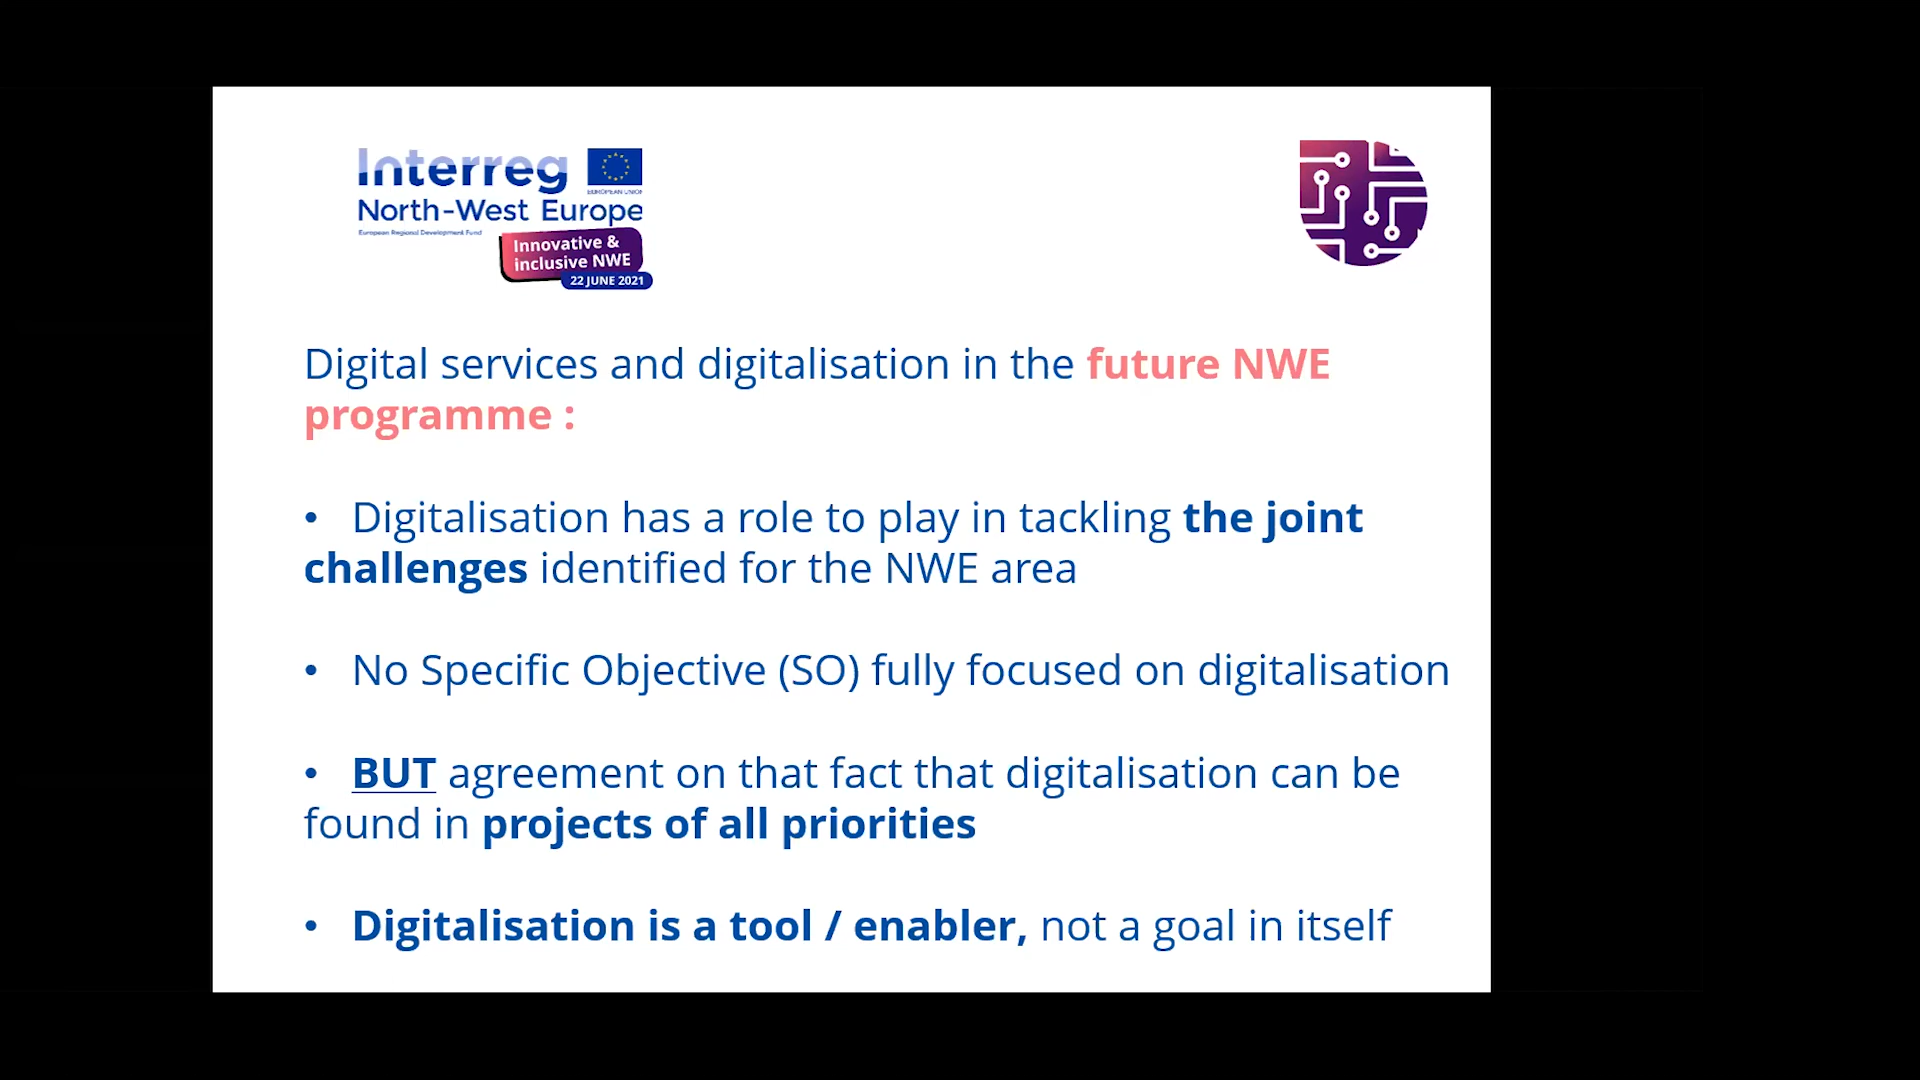 Interreg
EUROPEAN UNION
North-West Europe
European Regional Development Fund
Innovative &
inclusive NWE
22 JUNE 2021
Digital services and digitalisation in the future NWE
programme :
• Digitalisation has a role to play in tackling the joint
challenges identified for the NWE area
• No Specific Objective (SO) fully focused on digitalisation
• BUT agreement on that fact that digitalisation can be
found in projects of all priorities
• Digitalisation is a tool / enabler, not a goal in itself